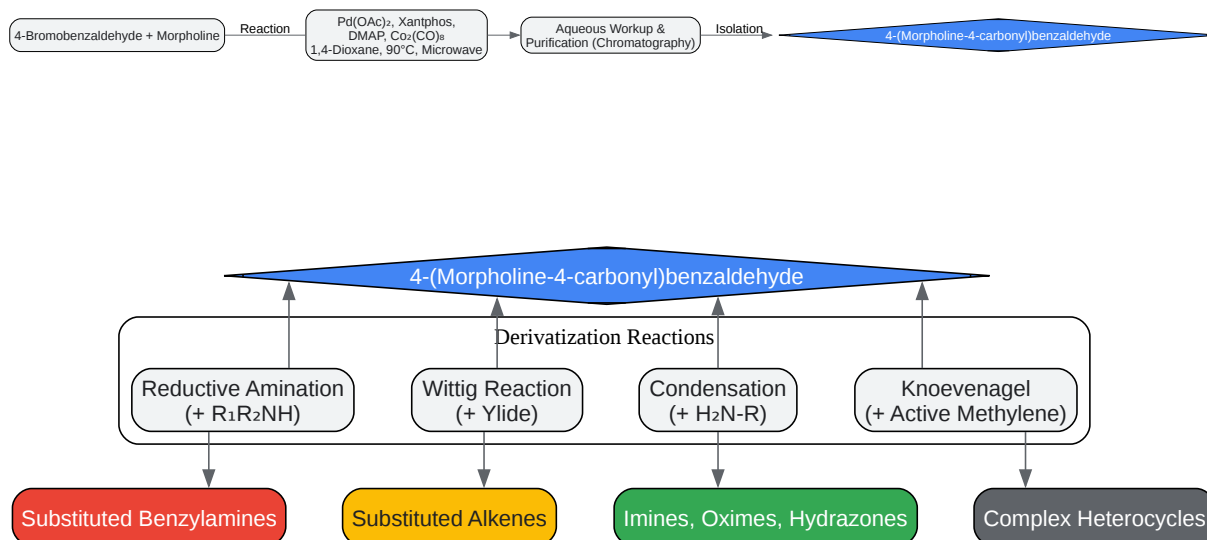 4-Bromobenzaldehyde + Morpholine
Reaction
Pd(OAc)₂, Xantphos,
DMAP, Co₂(CO)₈
1,4-Dioxane, 90°C, Microwave
Aqueous Workup &
Purification (Chromatography)
Isolation
4-(Morpholine-4-carbonyl)benzaldehyde
4-(Morpholine-4-carbonyl)benzaldehyde
Derivatization Reactions
Reductive Amination
(+ R₁R₂NH)
Wittig Reaction
(+ Ylide)
Condensation
(+ H₂N-R)
Knoevenagel
(+ Active Methylene)
Substituted Benzylamines
Substituted Alkenes
Imines, Oximes, Hydrazones
Complex Heterocycles